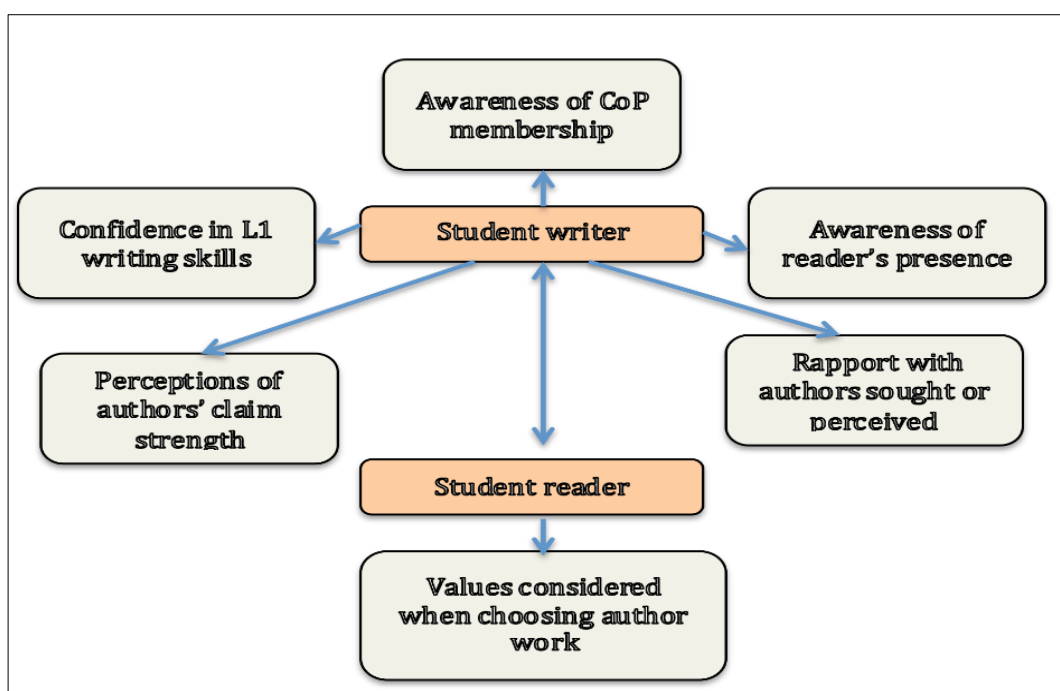 Awareness of CoP
membership
Confidence in L1
writing skills
Student writer
Awareness of
reader's presence
Perceptions of
authors' claim
strength
Rapport with
authors sought or
perceived
Student reader
Values considered
when choosing author
work